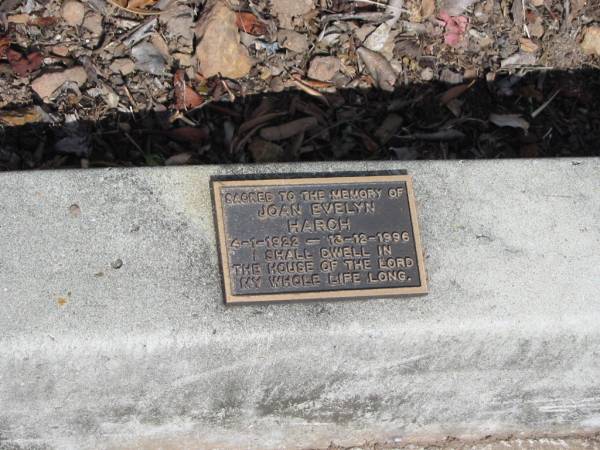 SACRED TO THE MEMORY OF
JOAN EVELYN
HARCH
4-1-1922 — 13-12-1996
I SHALL DWELL IN
THE HOUSE OF THE LORD
MY WHOLE LIFE LONG.